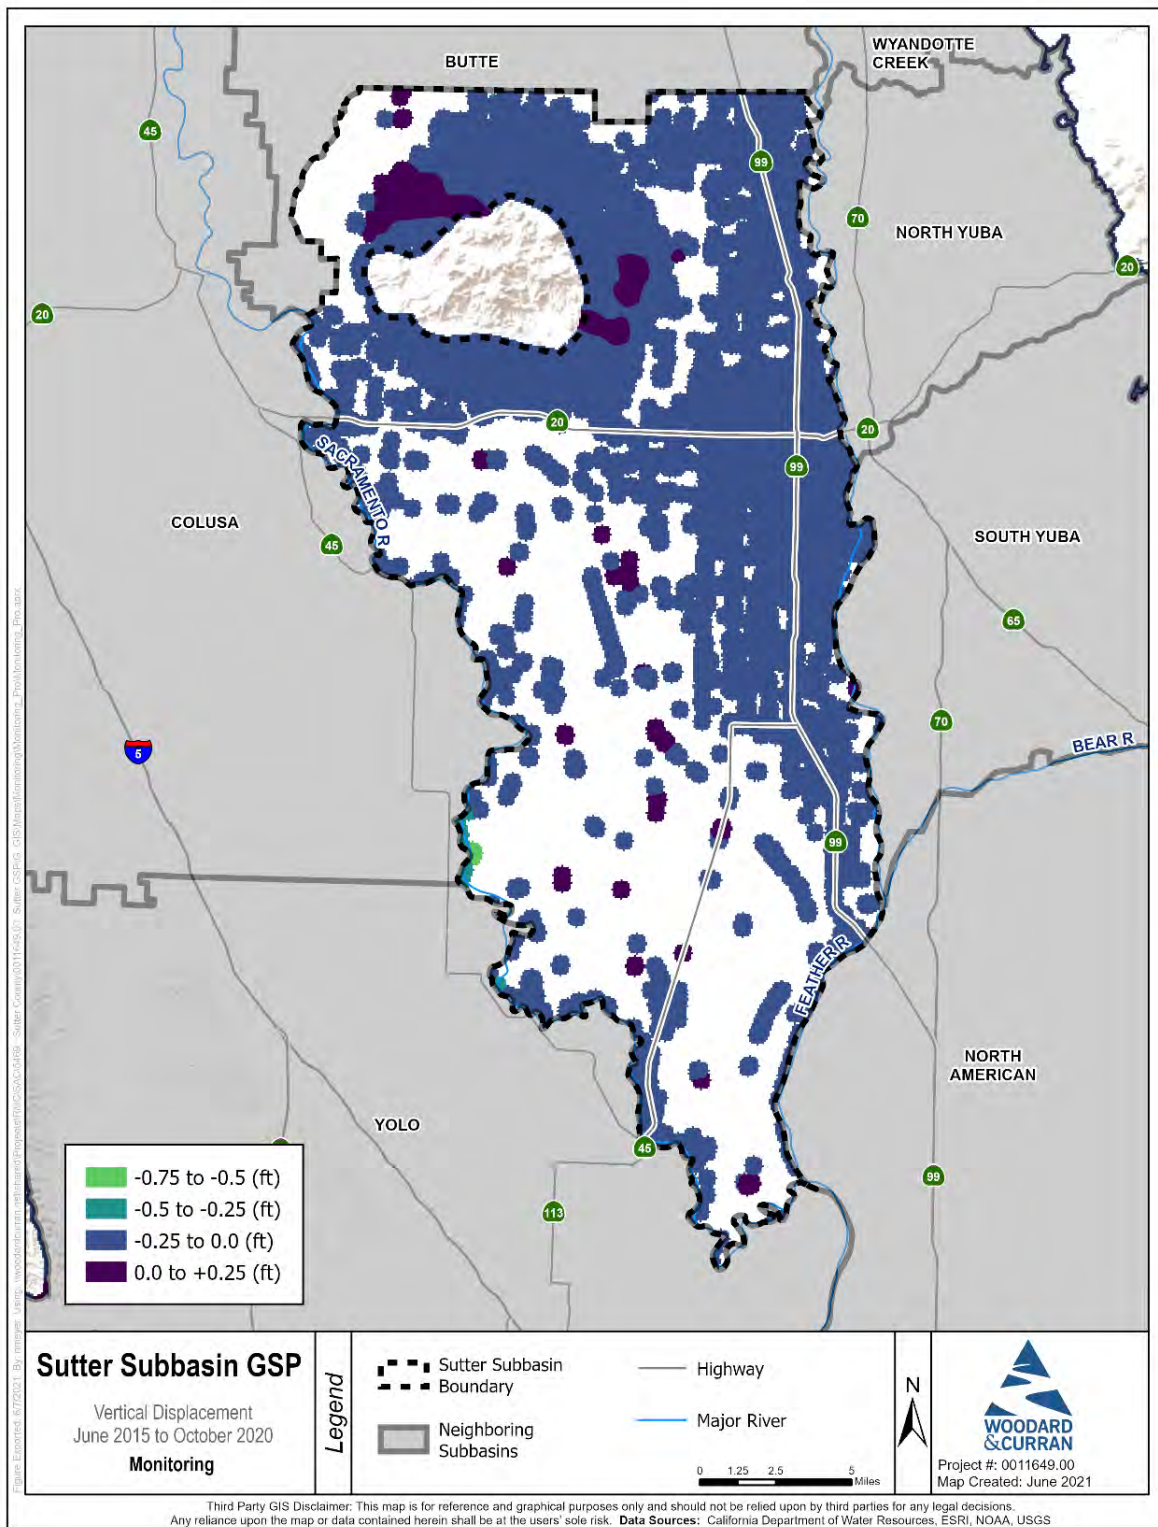 BUTTE
WYANDOTTE
CREEK
45
99
70
NORTH YUBA
20
20
20
20
SACRAMENTO R
99
COLUSA
45
SOUTH YUBA
65
70
5
BEAR R
99
FEATHER R
NORTH
AMERICAN
YOLO
45
99
113
-0.75 to -0.5 (ft)
-0.5 to -0.25 (ft)
-0.25 to 0.0 (ft)
0.0 to +0.25 (ft)
Sutter Subbasin GSP
Vertical Displacement
June 2015 to October 2020
Monitoring
Legend
Sutter Subbasin
Boundary
Neighboring
Subbasins
Highway
Major River
0 1.25 2.5 5
Miles
N
WOODARD
&CURRAN
Project #: 0011649.00
Map Created: June 2021
Third Party GIS Disclaimer: This map is for reference and graphical purposes only and should not be relied upon by third parties for any legal decisions.
Any reliance upon the map or data contained herein shall be at the users' sole risk. Data Sources: California Department of Water Resources, ESRI, NOAA, USGS